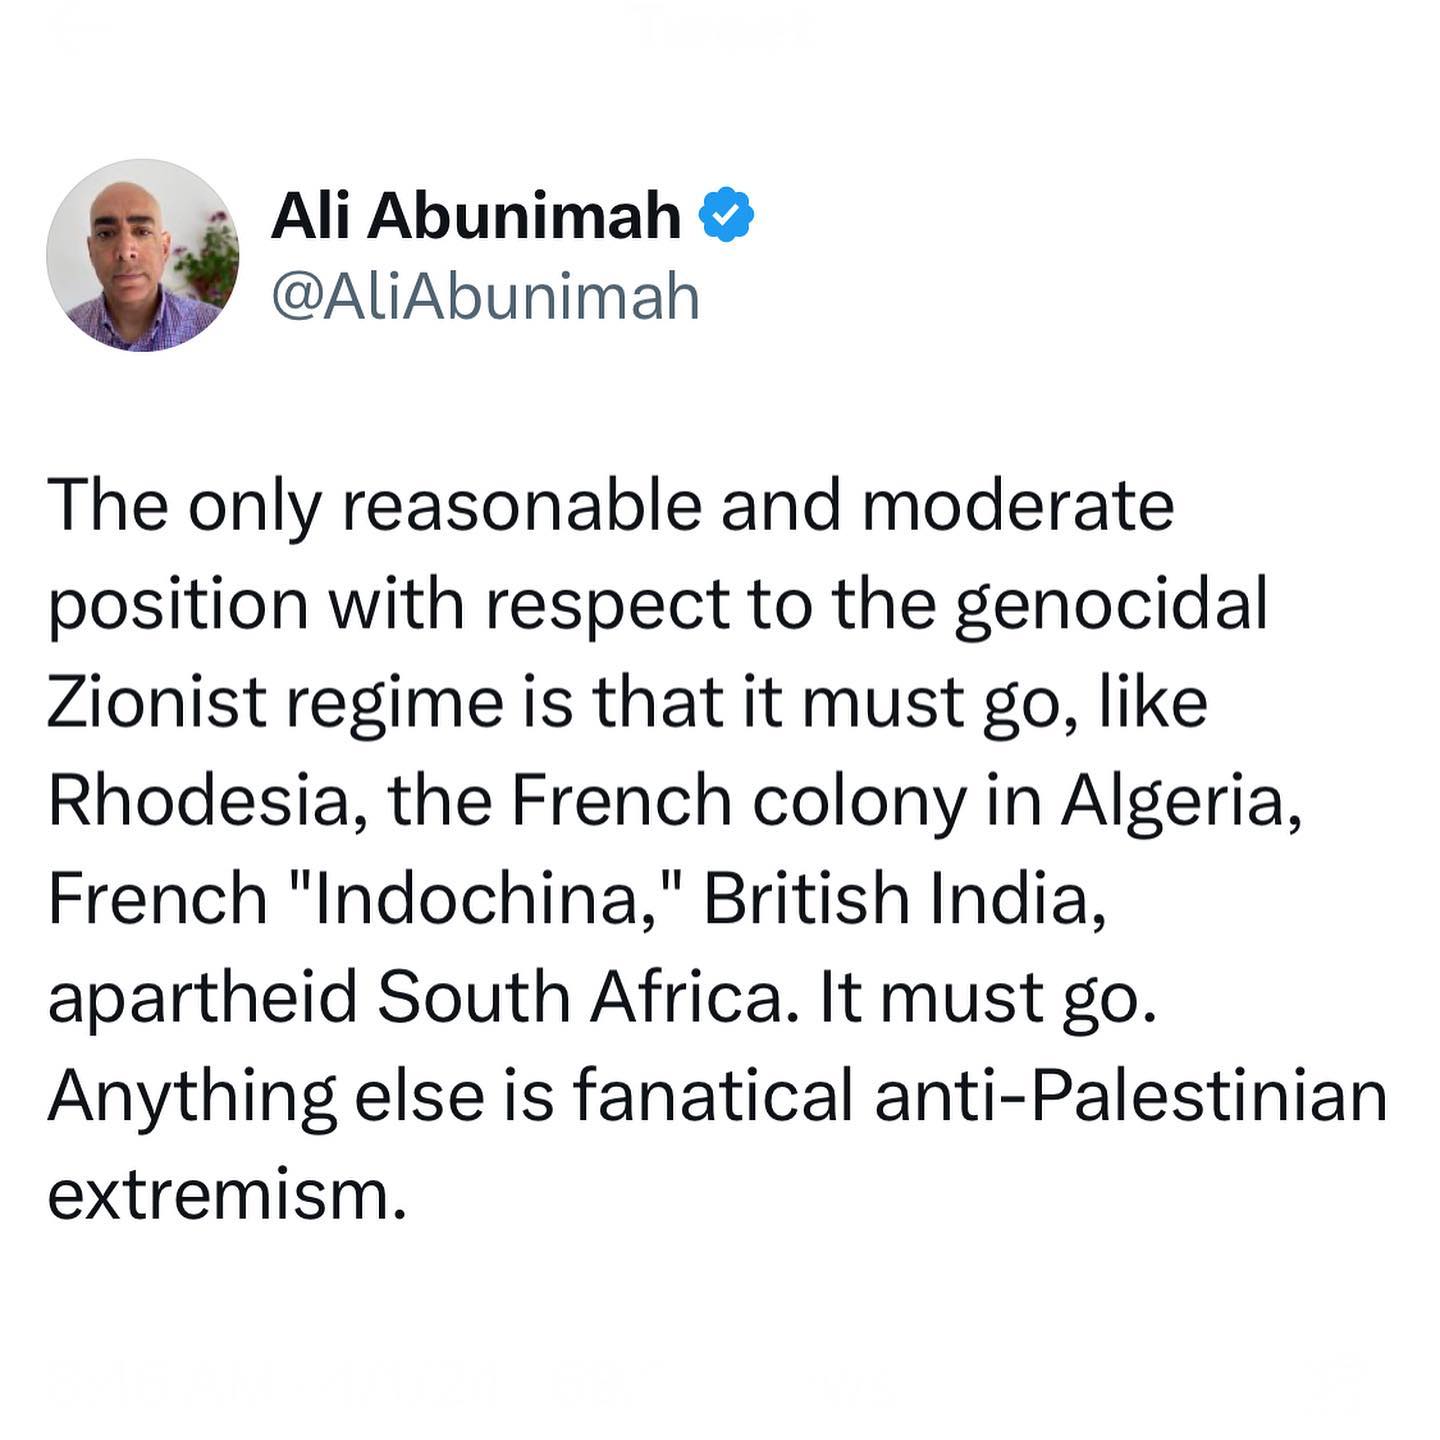 Ali Abunimah
@AliAbunimah
The only reasonable and moderate
position with respect to the genocidal
Zionist regime is that it must go, like
Rhodesia, the French colony in Algeria,
French "Indochina," British India,
apartheid South Africa. It must go.
Anything else is fanatical anti-Palestinian
extremism.